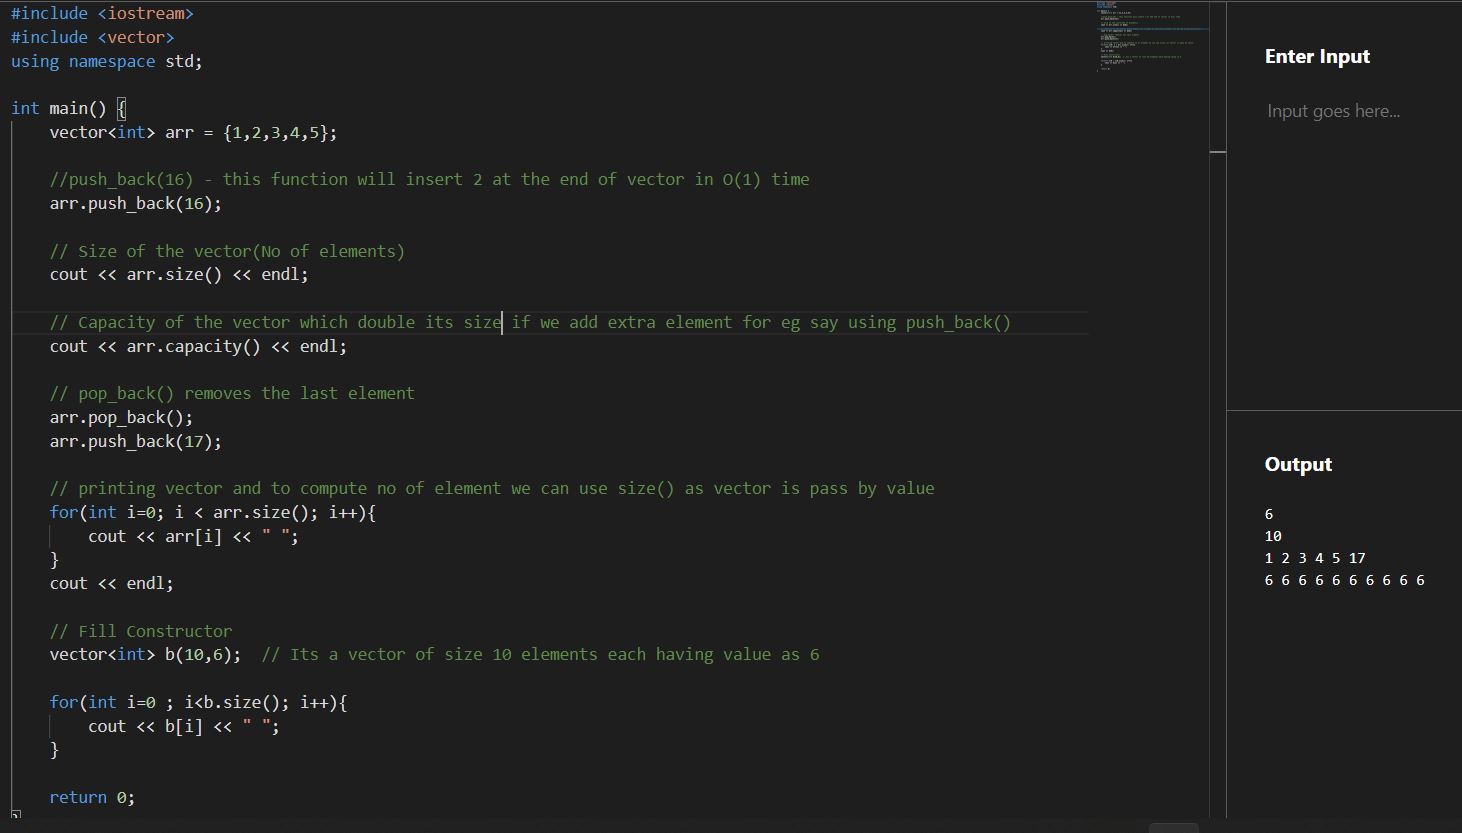 #include <iostream>
#include <vector>
using namespace std;
int main() {
vector<int> arr = {1,2,3,4,5};
//push_back(16) - this function will insert 2 at the end of vector in O(1) time
arr.push_back(16);
// Size of the vector(No of elements)
cout << arr.size() << endl;
// Capacity of the vector which double its size if we add extra element for eg say using push_back()
cout << arr.capacity() << endl;
// pop_back() removes the last element
arr.pop_back();
arr.push_back(17);
// printing vector and to compute no of element we can use size() as vector is pass by value
for(int i=0; i < arr.size(); i++){
cout << arr[i] << " ";
}
cout << endl;
// Fill Constructor
vector<int> b(10,6);  // Its a vector of size 10 elements each having value as 6
for(int i=0 ; i<b.size(); i++){
cout << b[i] << " ";
}
return 0;
}
Enter Input
Input goes here...
Output
6
10
1 2 3 4 5 17
6 6 6 6 6 6 6 6 6 6